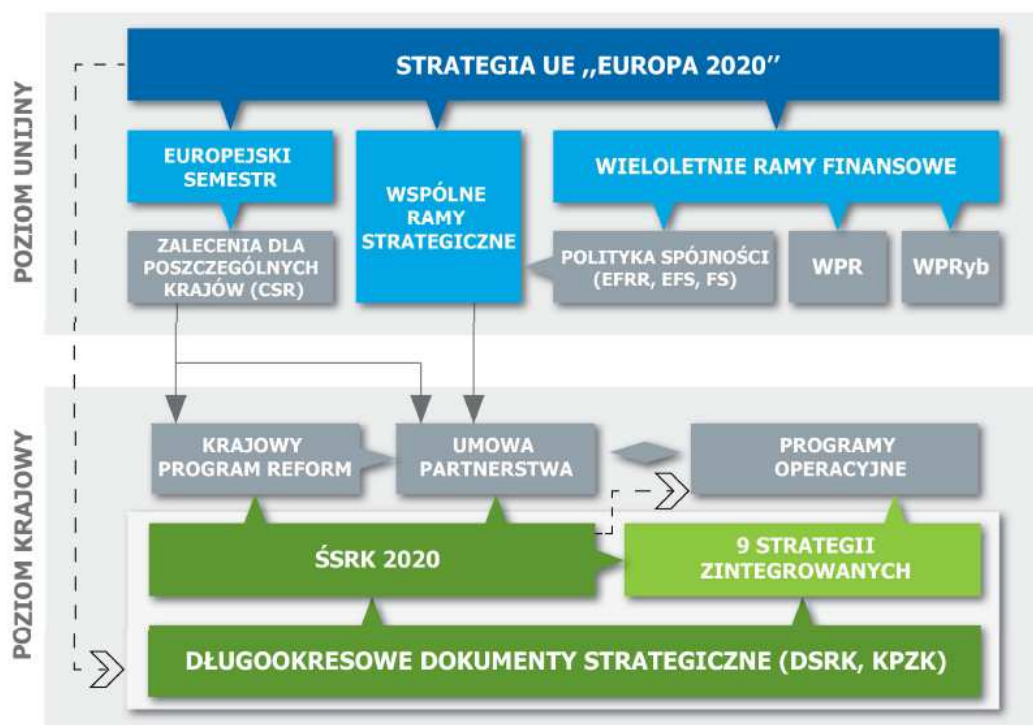 POZIOM UNIJNY
STRATEGIA UE „EUROPA 2020”
EUROPEJSKI
SEMESTR
WSPÓLNE
RAMY
STRATEGICZNE
WIELOLETNIE RAMY FINANSOWE
ZALECENIA DLA
POSZCZEGÓLNYCH
KRAJÓW (CSR)
POLITYKA SPÓJNOŚCI
(EFRR, EFS, FS)
WPR
WPRyb
POZIOM KRAJOWY
KRAJOWY
PROGRAM REFORM
UMOWA
PARTNERSTWA
PROGRAMY
OPERACYJNE
ŚSRK 2020
9 STRATEGII
ZINTEGROWANYCH
DŁUGOOKRESOWE DOKUMENTY STRATEGICZNE (DSRK, KPZK)